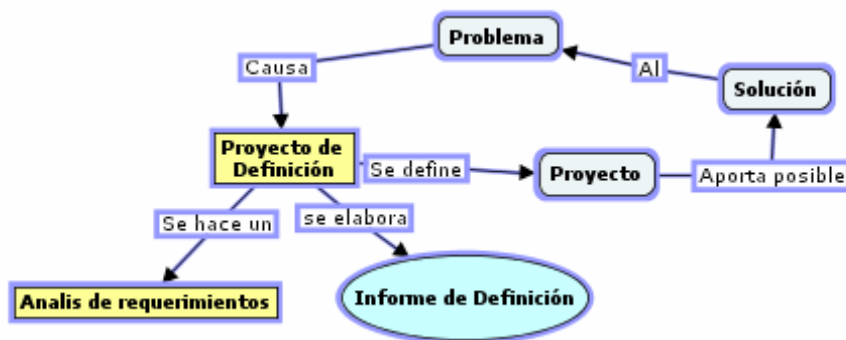 Problema
Causa
Al
Solución
Proyecto de
Definición
Se define
Proyecto
Aporta posible
Se hace un
se elabora
Analis de requerimientos
Informe de Definición